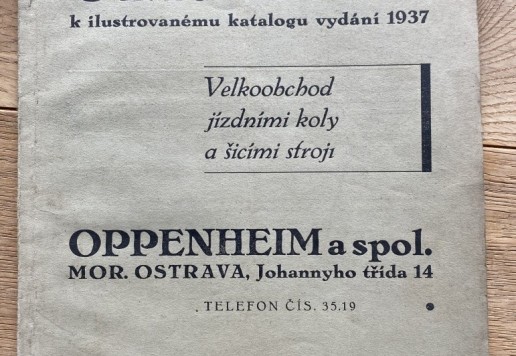 k ilustrovanému katalogu vydání 1937
Velkoobchod
jízdními koly
a šicími stroji
OPPENHEIM a spol.
MOR. OSTRAVA, Johannyho třída 14
TELEFON ČÍS. 35.19